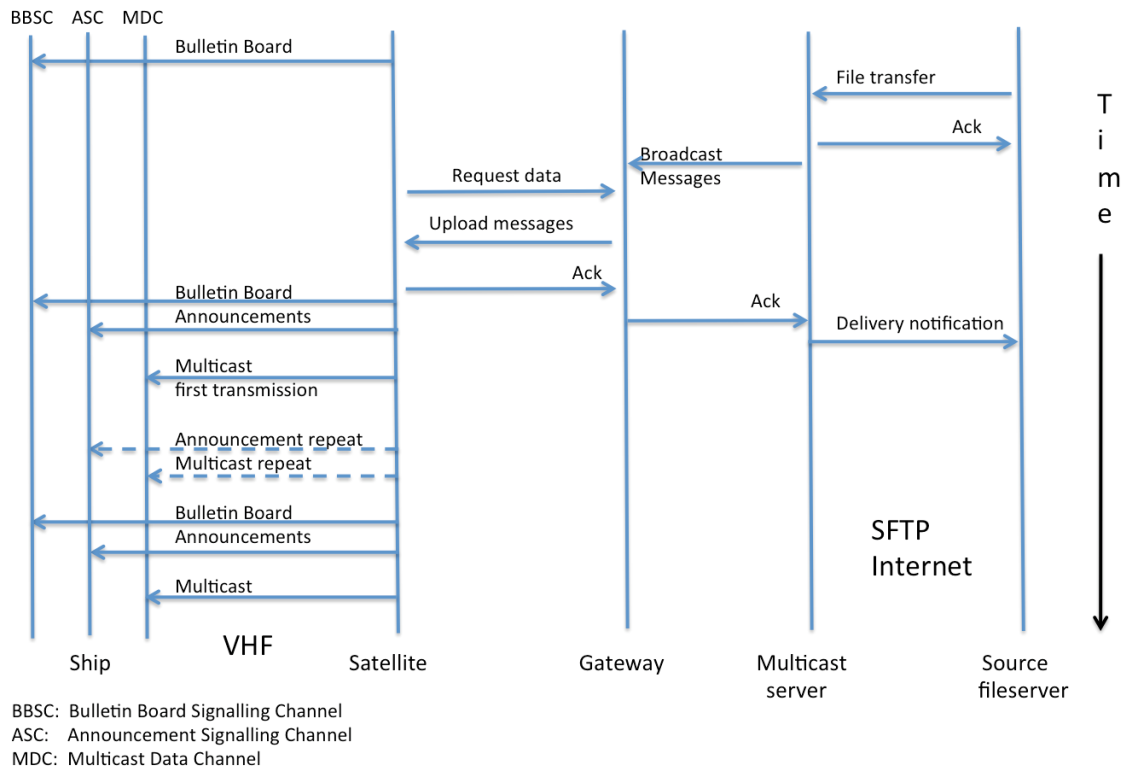 BBSC ASC MDC
Bulletin Board
File transfer
Ack
Broadcast
Messages
Request data
Upload messages
Ack
Bulletin Board
Announcements
Ack
Delivery notification
Multicast
first transmission
Announcement repeat
Multicast repeat
Bulletin Board
Announcements
Multicast
SFTP
Internet
T
i
m
e
VHF
Ship
Satellite
Gateway
Multicast
server
Source
fileserver
BBSC: Bulletin Board Signalling Channel
ASC: Announcement Signalling Channel
MDC: Multicast Data Channel